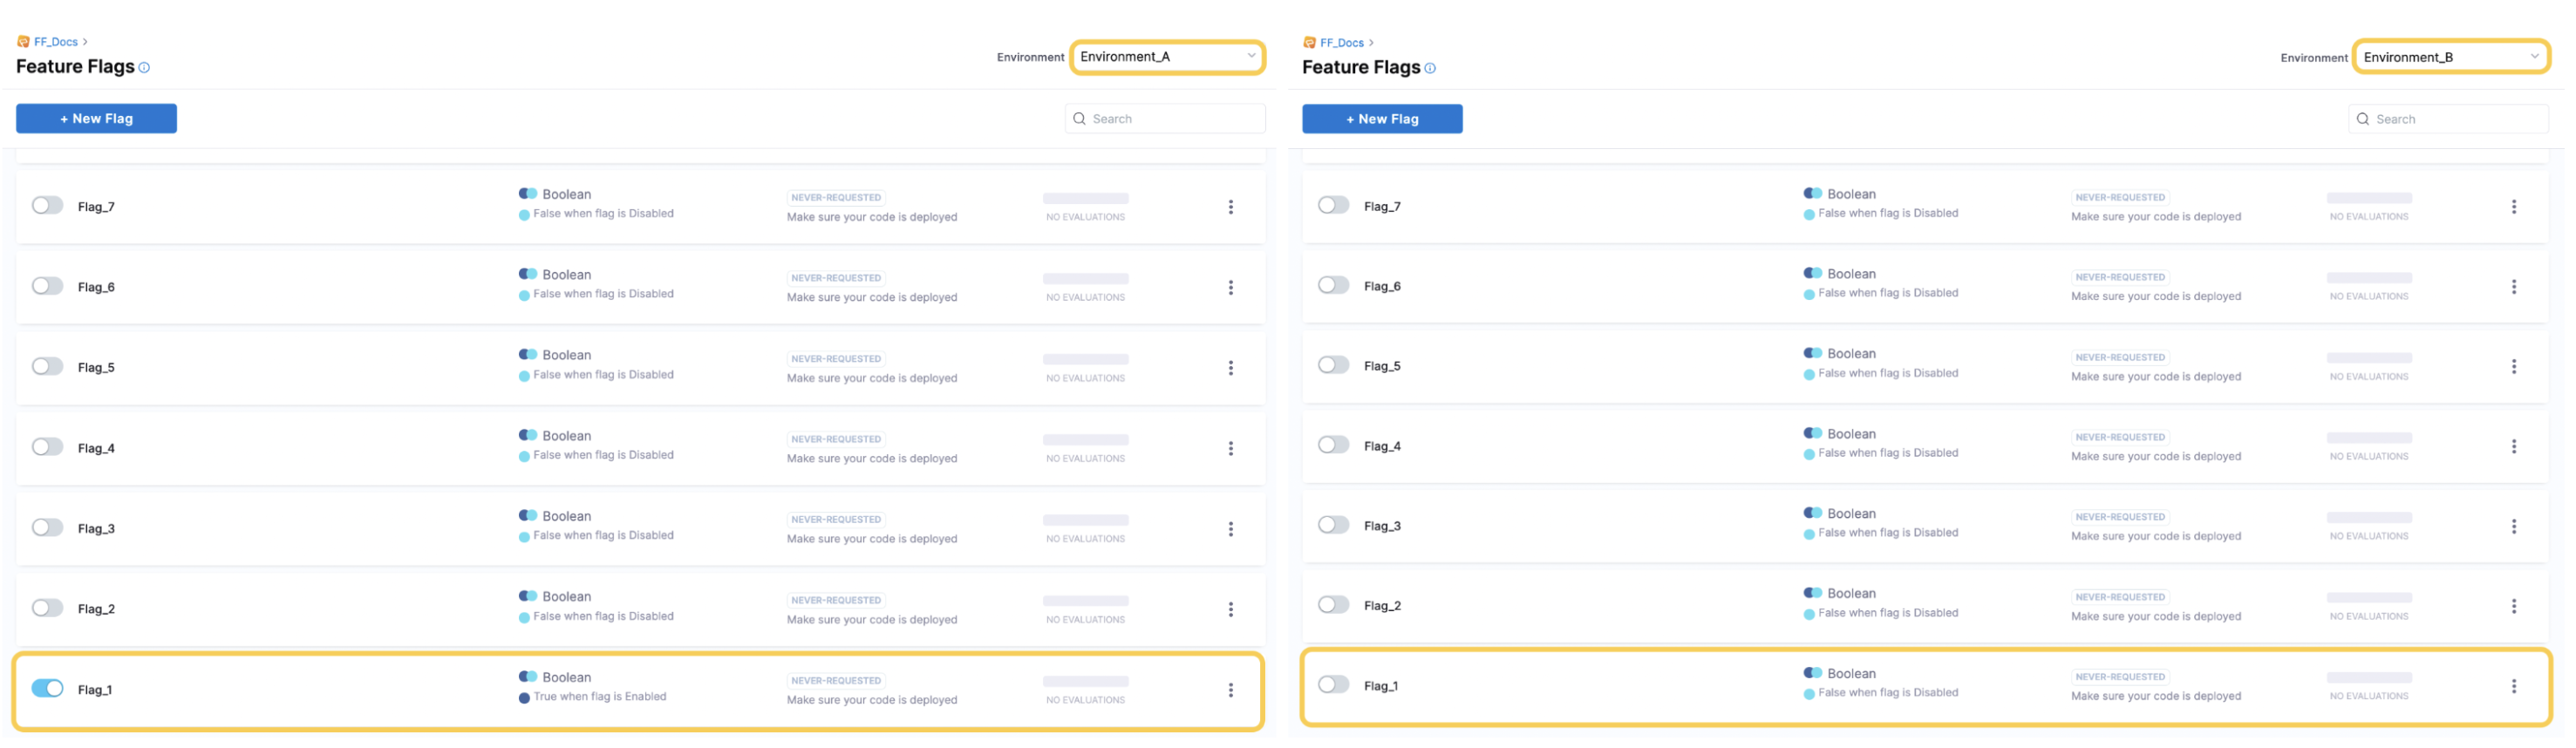 FF_Docs >
Feature Flags
Environment Environment_A
+ New Flag
Search
Flag_7
Boolean
False when flag is Disabled
NEVER-REQUESTED
Make sure your code is deployed
NO EVALUATIONS
Flag_6
Boolean
False when flag is Disabled
NEVER-REQUESTED
Make sure your code is deployed
NO EVALUATIONS
Flag_5
Boolean
False when flag is Disabled
NEVER-REQUESTED
Make sure your code is deployed
NO EVALUATIONS
Flag_4
Boolean
False when flag is Disabled
NEVER-REQUESTED
Make sure your code is deployed
NO EVALUATIONS
Flag_3
Boolean
False when flag is Disabled
NEVER-REQUESTED
Make sure your code is deployed
NO EVALUATIONS
Flag_2
Boolean
False when flag is Disabled
NEVER-REQUESTED
Make sure your code is deployed
NO EVALUATIONS
Flag_1
Boolean
True when flag is Enabled
NEVER-REQUESTED
Make sure your code is deployed
NO EVALUATIONS
FF_Docs >
Feature Flags
Environment Environment_B
+ New Flag
Search
Flag_7
Boolean
False when flag is Disabled
NEVER-REQUESTED
Make sure your code is deployed
NO EVALUATIONS
Flag_6
Boolean
False when flag is Disabled
NEVER-REQUESTED
Make sure your code is deployed
NO EVALUATIONS
Flag_5
Boolean
False when flag is Disabled
NEVER-REQUESTED
Make sure your code is deployed
NO EVALUATIONS
Flag_4
Boolean
False when flag is Disabled
NEVER-REQUESTED
Make sure your code is deployed
NO EVALUATIONS
Flag_3
Boolean
False when flag is Disabled
NEVER-REQUESTED
Make sure your code is deployed
NO EVALUATIONS
Flag_2
Boolean
False when flag is Disabled
NEVER-REQUESTED
Make sure your code is deployed
NO EVALUATIONS
Flag_1
Boolean
False when flag is Disabled
NEVER-REQUESTED
Make sure your code is deployed
NO EVALUATIONS